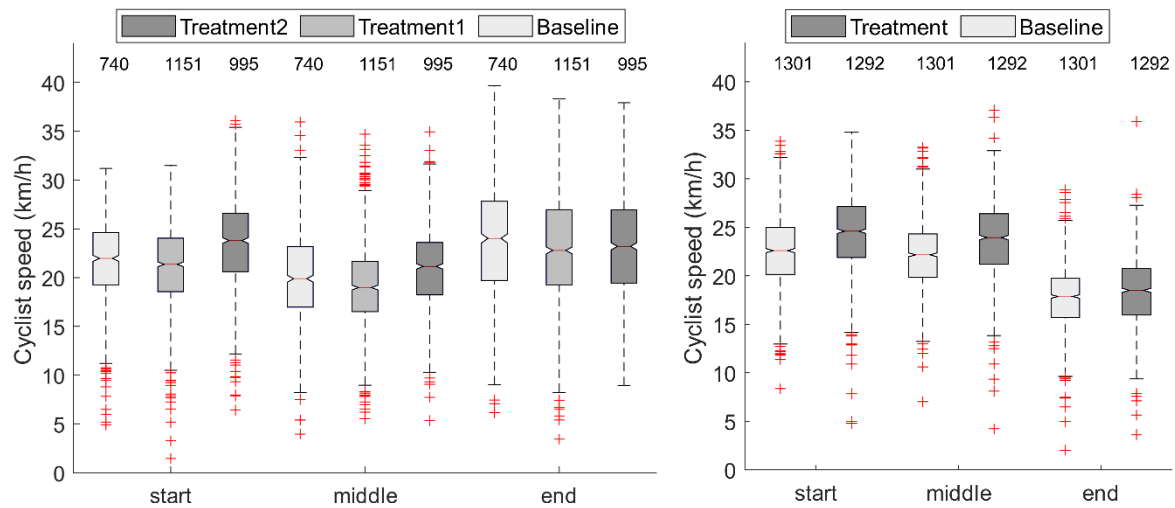 Treatment2 Treatment1 Baseline
740 1151 995 740 1151 995 740 1151 995
40
35
30
25
20
15
10
5
0
Cyclist speed (km/h)
start middle end
Treatment Baseline
1301 1292 1301 1292 1301 1292
40
35
30
25
20
15
10
5
0
Cyclist speed (km/h)
start middle end